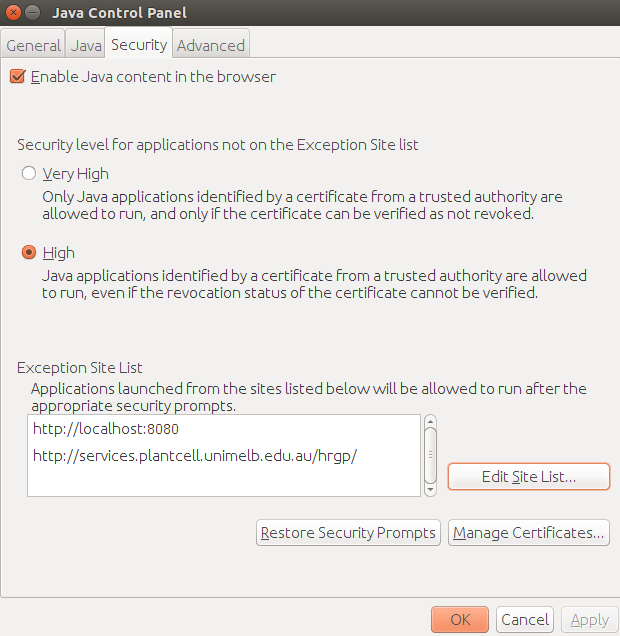 Java Control Panel
General Java Security Advanced
Enable Java content in the browser
Security level for applications not on the Exception Site list
Very High
Only Java applications identified by a certificate from a trusted authority are
allowed to run, and only if the certificate can be verified as not revoked.
High
Java applications identified by a certificate from a trusted authority are allowed
to run, even if the revocation status of the certificate cannot be verified.
Exception Site List
Applications launched from the sites listed below will be allowed to run after the
appropriate security prompts.
http://localhost:8080
http://services.plantcell.unimelb.edu.au/hrgp/
Edit Site List...
Restore Security Prompts Manage Certificates...
OK Cancel Apply